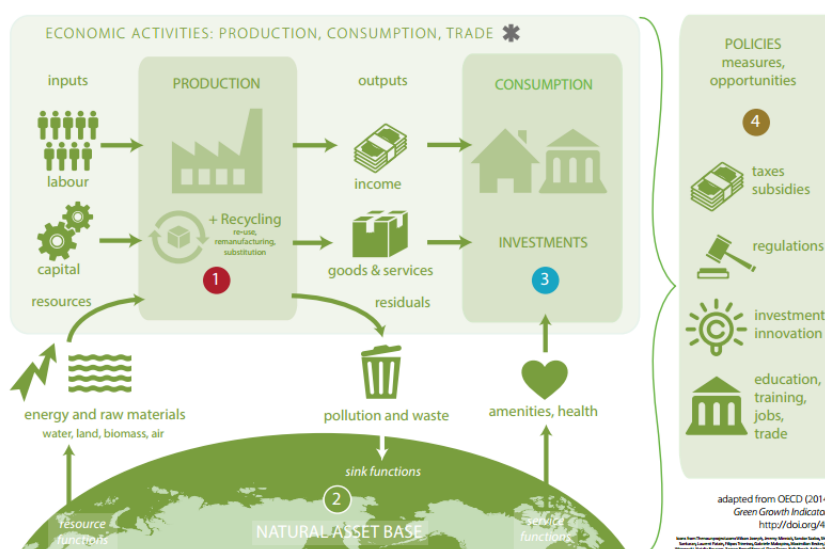 ECONOMIC ACTIVITIES: PRODUCTION, CONSUMPTION, TRADE ✱
inputs
PRODUCTION
outputs
CONSUMPTION
labour
income
+ Recycling
re-use,
remanufacturing,
substitution
INVESTMENTS
capital
goods & services
1
3
resources
residuals
energy and raw materials
water, land, biomass, air
pollution and waste
amenities, health
sink functions
2
resource
functions
NATURAL ASSET BASE
service
functions
POLICIES
measures,
opportunities
4
taxes
subsidies
regulations
C
investment
innovation
education,
training,
jobs,
trade
adapted from OECD (2014
Green Growth Indicato
http://doi.org/4